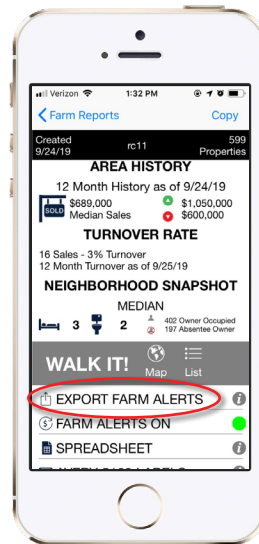 Verizon 1:32 PM
Farm Reports Copy
Created 9/24/19 rc11 599 Properties
AREA HISTORY
12 Month History as of 9/24/19
SOLD $689,000 Median Sales $1,050,000 $600,000
TURNOVER RATE
16 Sales - 3% Turnover
12 Month Turnover as of 9/25/19
NEIGHBORHOOD SNAPSHOT
MEDIAN
3 2 402 Owner Occupied
197 Absentee Owner
WALK IT! Map List
EXPORT FARM ALERTS
FARM ALERTS ON
SPREADSHEET